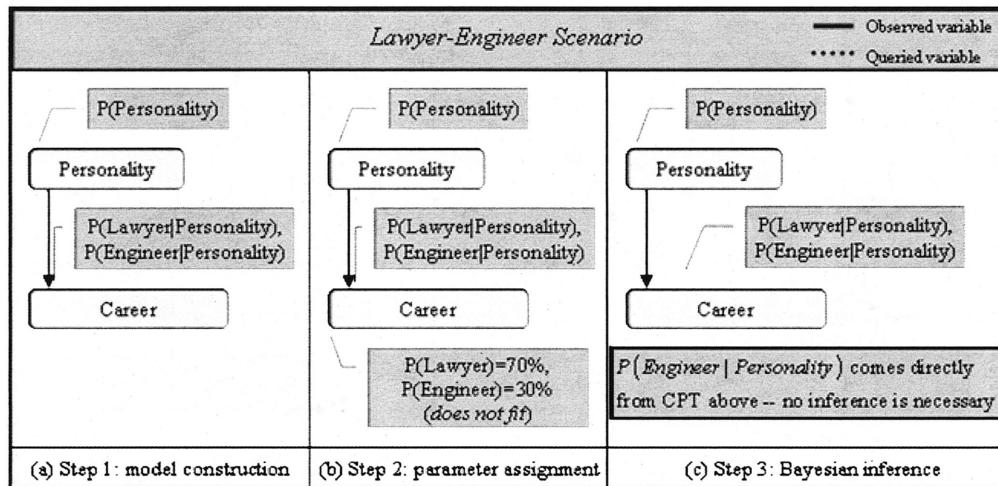 Lawyer-Engineer Scenario
Observed variable
Queried variable
P(Personality)
Personality
P(Lawyer|Personality),
P(Engineer|Personality)
Career
(a) Step 1: model construction
P(Personality)
Personality
P(Lawyer|Personality),
P(Engineer|Personality)
Career
P(Lawyer)=70%,
P(Engineer)=30%
(does not fit)
(b) Step 2: parameter assignment
P(Personality)
Personality
P(Lawyer|Personality),
P(Engineer|Personality)
Career
P(Engineer | Personality) comes directly
from CPT above -- no inference is necessary
(c) Step 3: Bayesian inference